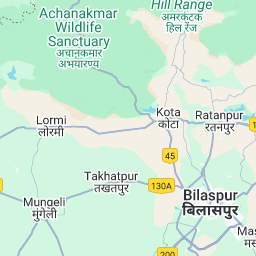 Hill Range
अमरकंटक
हिल रेंज
Achanakmar
Wildlife
Sanctuary
अचानकमार
अभयारण्य
Kota
कोटा
Ratanpur
रतनपुर
Lormi
लोरमी
45
Takhatpur
तखतपुर
130A
Mungeli
मुंगेली
Bilaspur
बिलासपुर
Mas